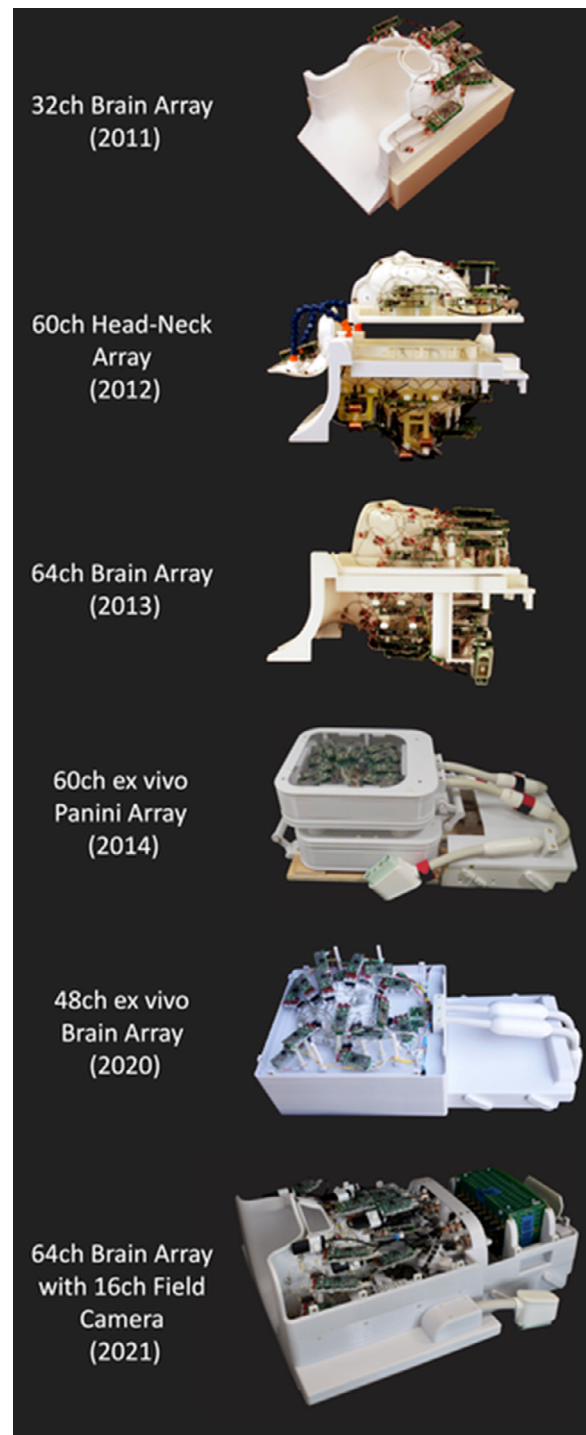 32ch Brain Array
(2011)
60ch Head-Neck
Array
(2012)
64ch Brain Array
(2013)
60ch ex vivo
Panini Array
(2014)
48ch ex vivo
Brain Array
(2020)
64ch Brain Array
with 16ch Field
Camera
(2021)